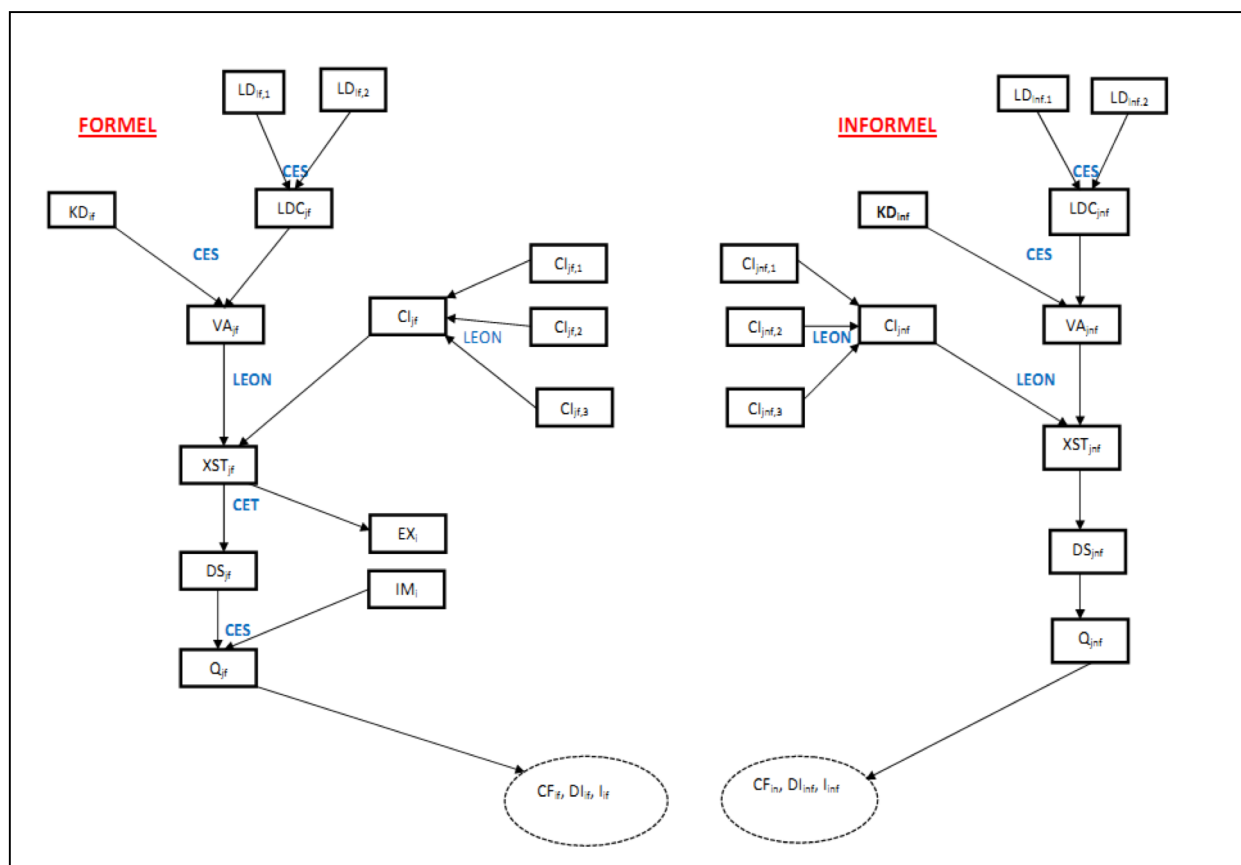 FORMEL
LDif,1
LDif,2
CES
KDif
LDCjf
CES
VAjf
CIjf
CIjf,1
CIjf,2
LEON
CIjf,3
LEON
XSTjf
CET
EXi
DSjf
IMi
CES
Qjf
CFif, DIif, Iif
INFORMEL
LDinf.1
LDinf.2
CES
KDinf
LDCjnf
CES
CIjnf,1
CIjnf,2
LEON
CIjnf
VAjnf
CIjnf,3
LEON
XSTjnf
DSjnf
Qjnf
CFin, DIinf, Iinf